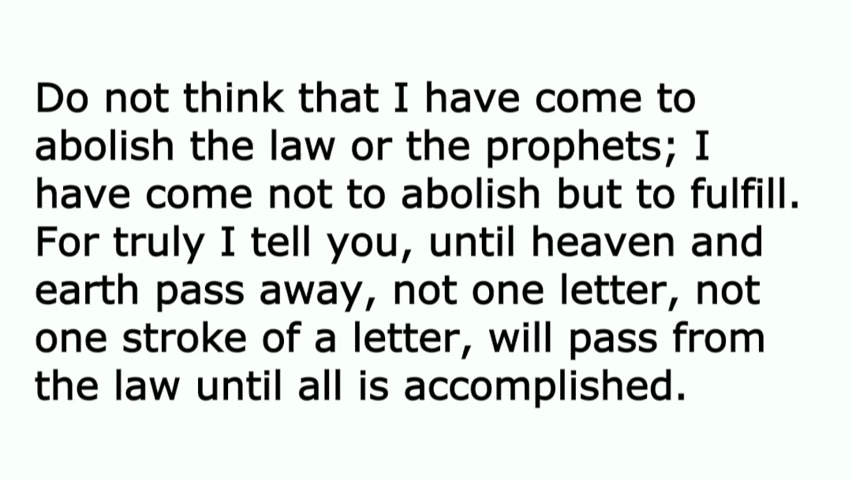 Do not think that I have come to
abolish the law or the prophets; I
have come not to abolish but to fulfill.
For truly I tell you, until heaven and
earth pass away, not one letter, not
one stroke of a letter, will pass from
the law until all is accomplished.